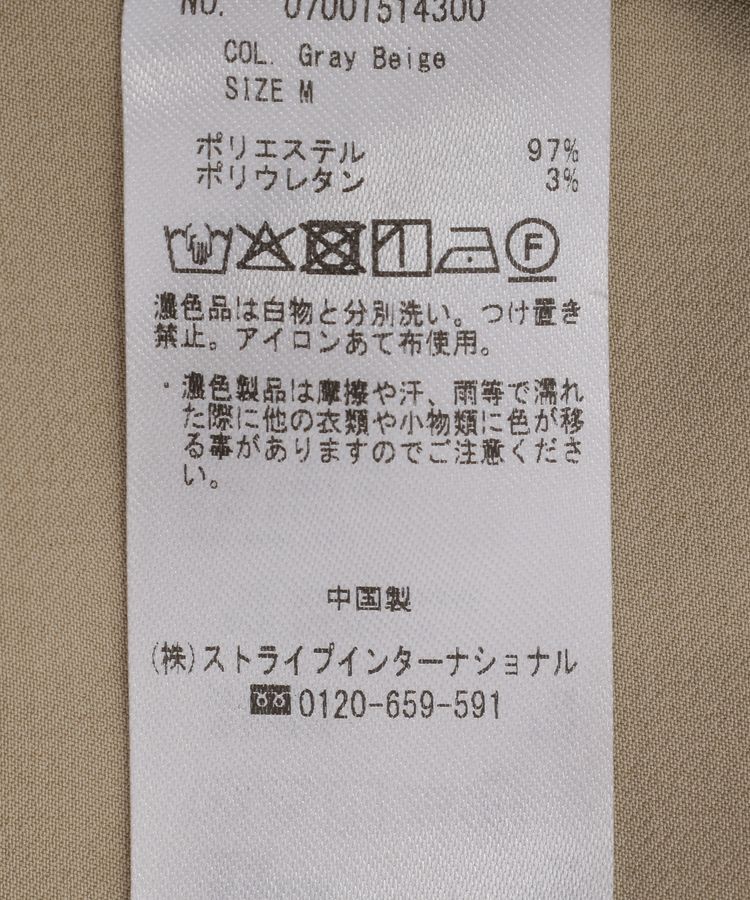 NO. 07001514300
COL. Gray Beige
SIZE M
ポリエステル 97%
ポリウレタン 3%
F
濃色品は白物と分別洗い。つけ置き
禁止。アイロンあて布使用。
・濃色製品は摩擦や汗、雨等で濡れ
た際に他の衣類や小物類に色が移
る事がありますのでご注意くださ
い。
中国製
(株)ストライプインターナショナル
0120-659-591